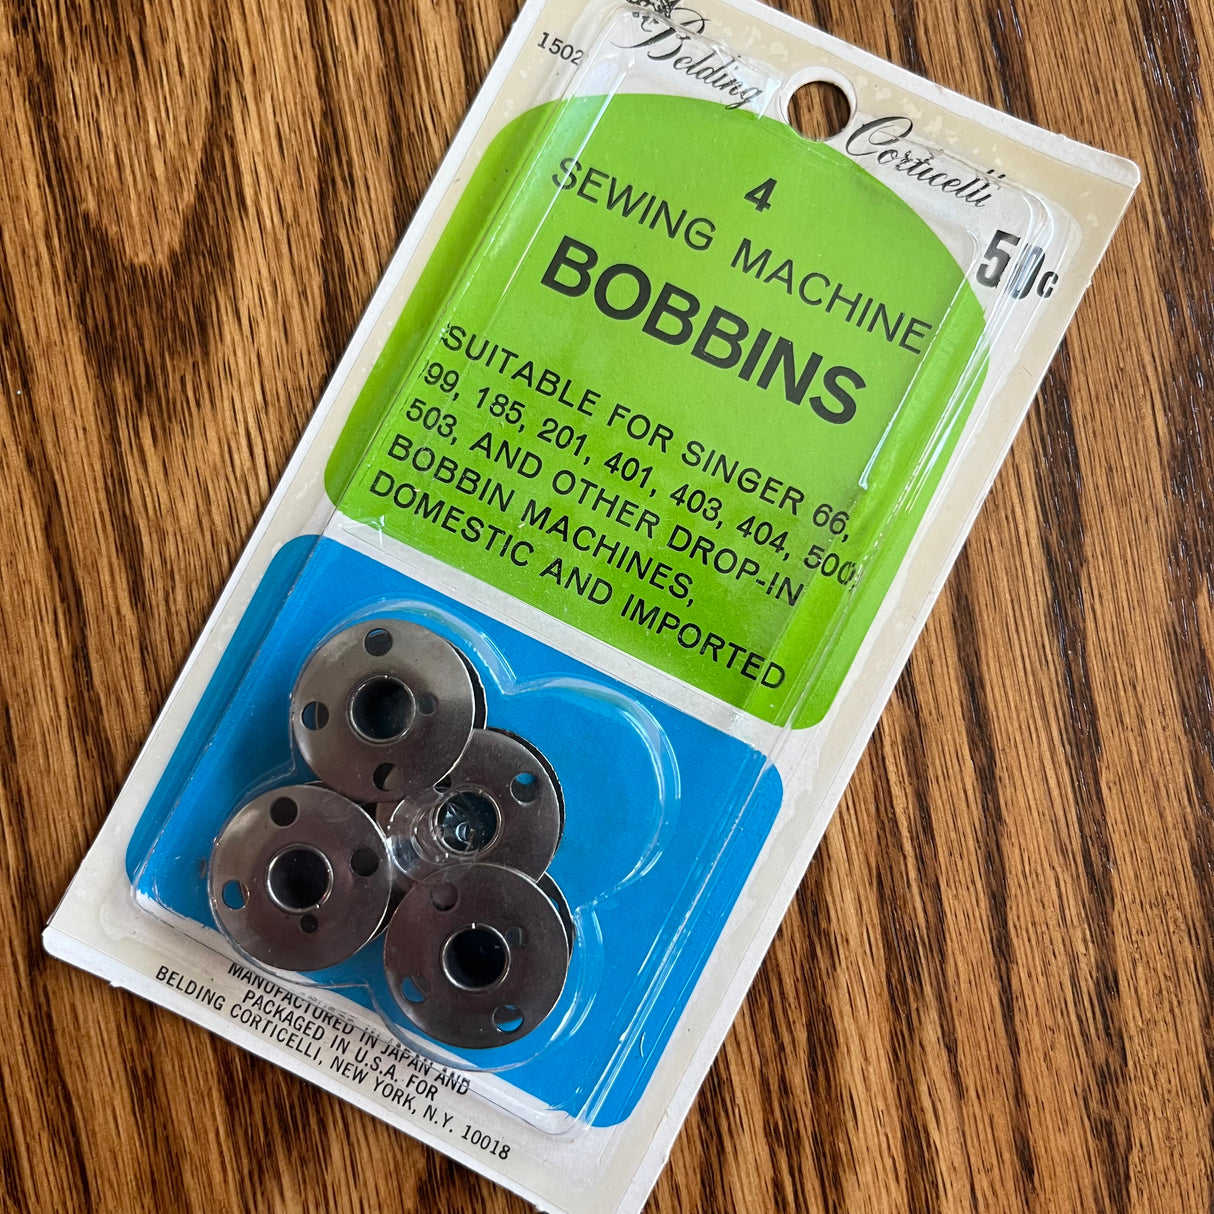 Belding Corticelli
1502
50¢
4
SEWING MACHINE
BOBBINS
SUITABLE FOR SINGER 66,
99, 185, 201, 401, 403, 404, 500,
503, AND OTHER DROP-IN
BOBBIN MACHINES,
DOMESTIC AND IMPORTED
MANUFACTURED IN JAPAN AND
PACKAGED IN U.S.A. FOR
BELDING CORTICELLI, NEW YORK, N.Y. 10018